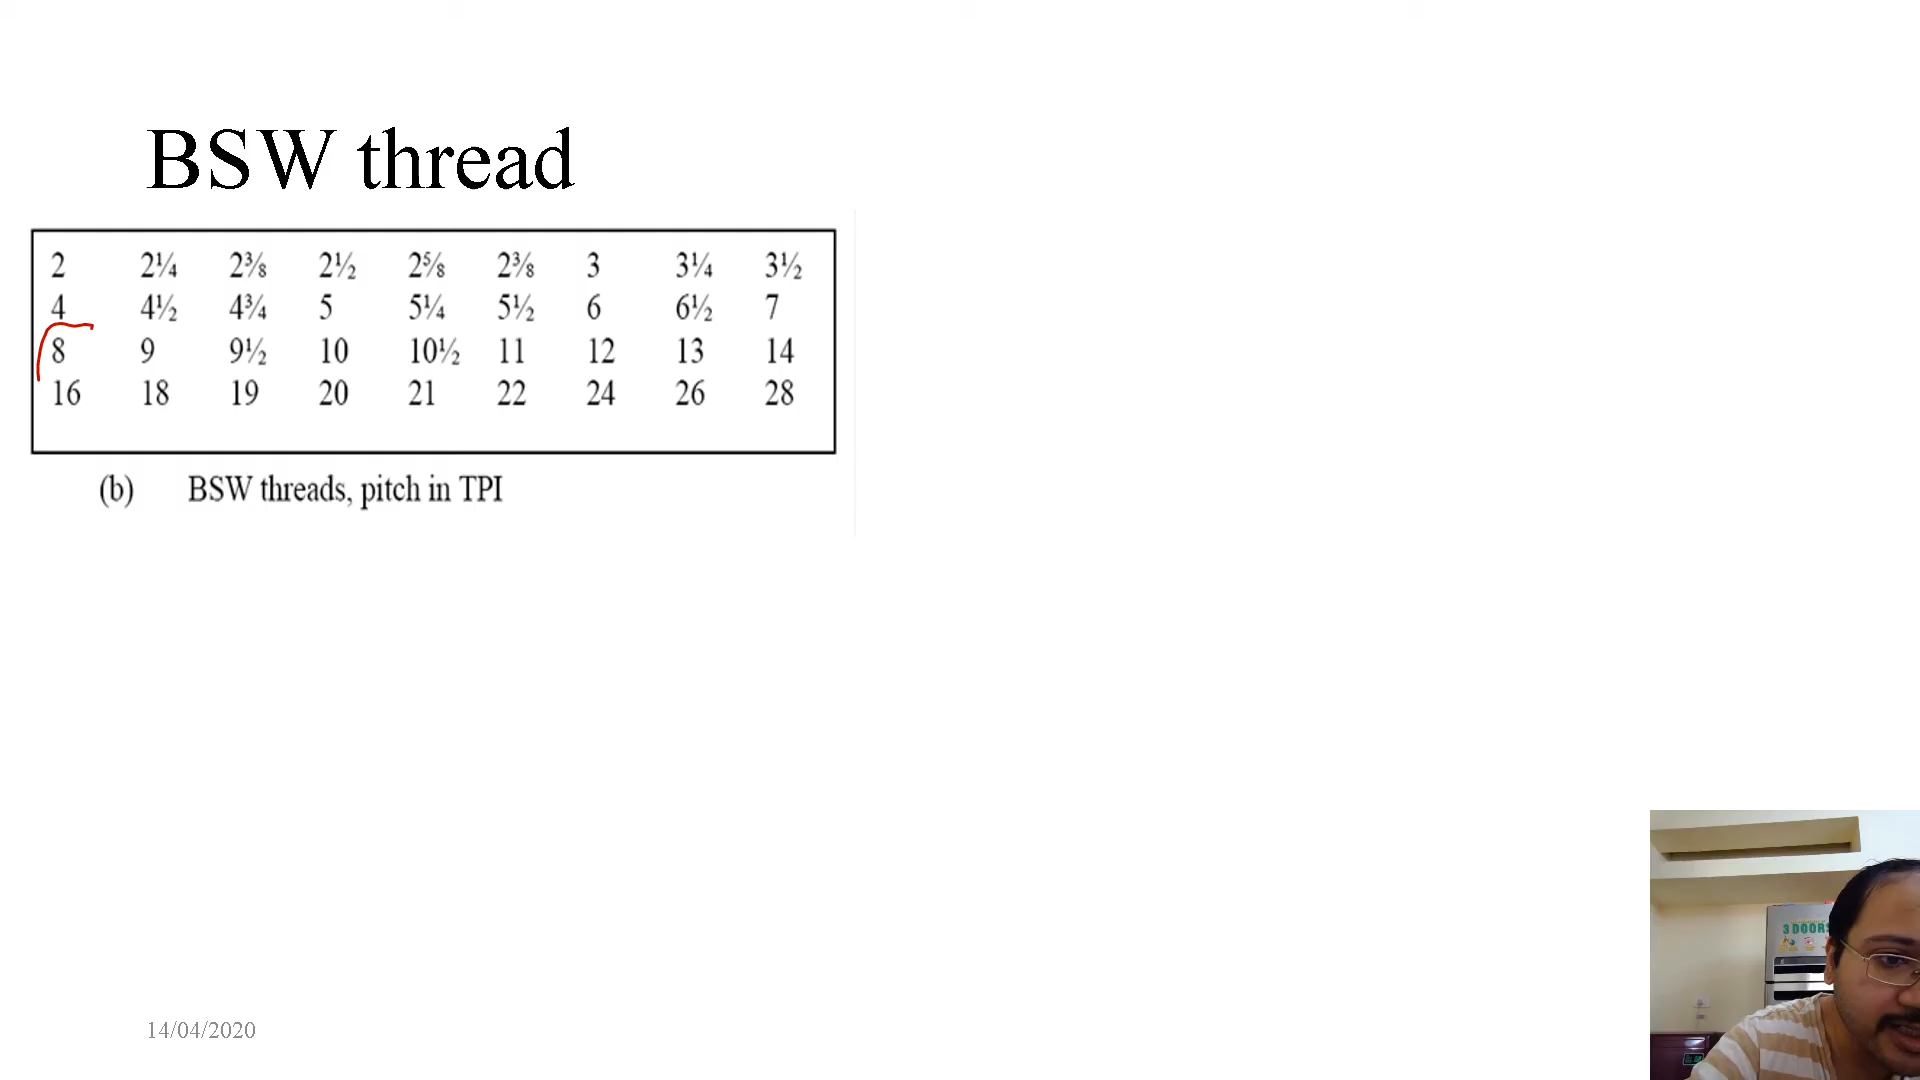 BSW thread
2 2¼ 2⅜ 2½ 2⅝ 2⅜ 3 3¼ 3½
4 4½ 4¾ 5 5¼ 5½ 6 6½ 7
8 9 9½ 10 10½ 11 12 13 14
16 18 19 20 21 22 24 26 28
(b) BSW threads, pitch in TPI
3 DOORS
14/04/2020